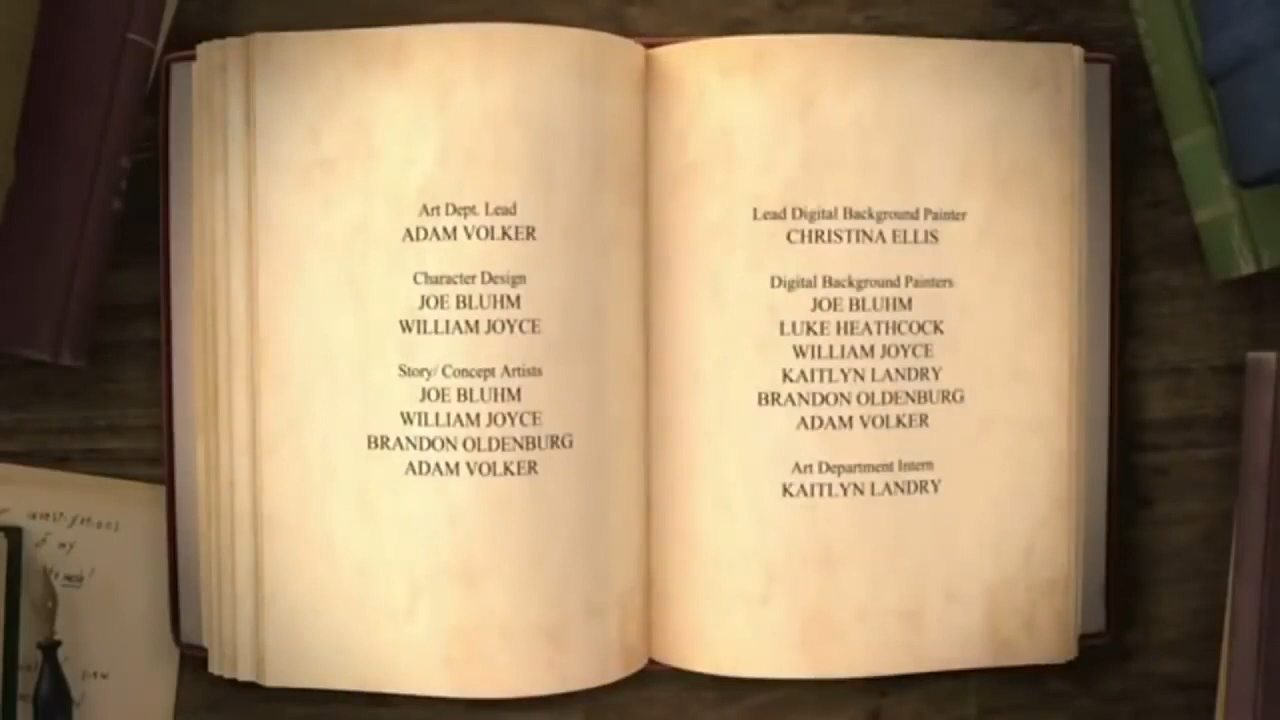 Art Dept. Lead
ADAM VOLKER
Character Design
JOE BLUHM
WILLIAM JOYCE
Story/ Concept Artists
JOE BLUHM
WILLIAM JOYCE
BRANDON OLDENBURG
ADAM VOLKER
Lead Digital Background Painter
CHRISTINA ELLIS
Digital Background Painters
JOE BLUHM
LUKE HEATHCOCK
WILLIAM JOYCE
KAITLYN LANDRY
BRANDON OLDENBURG
ADAM VOLKER
Art Department Intern
KAITLYN LANDRY
of my